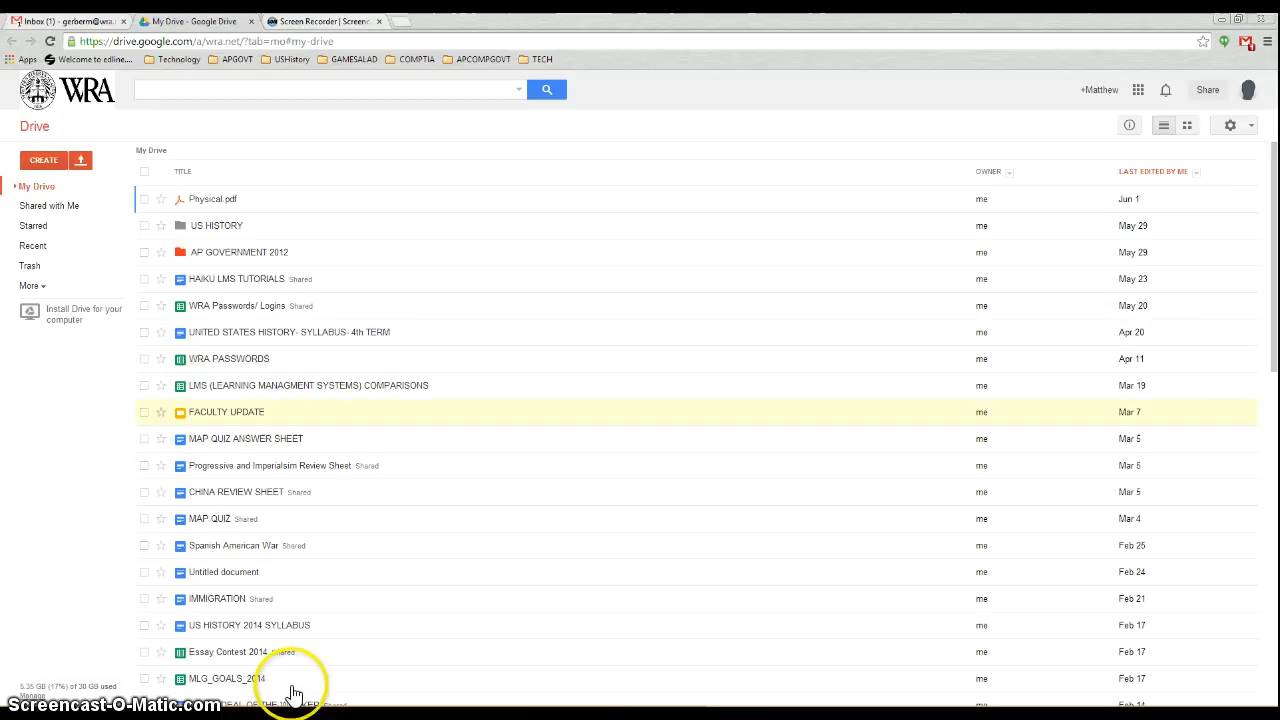 Inbox (1) - gerberm@wra. My Drive - Google Drive Screen Recorder | Screenc
https://drive.google.com/a/wra.net/?tab=mo#my-drive
Apps Welcome to edline... Technology APGOVT USHistory GAMESALAD COMPTIA APCOMPGOVT TECH
WRA +Matthew Share
Drive
My Drive
CREATE TITLE OWNER LAST EDITED BY ME
My Drive
Shared with Me
Starred
Recent
Trash
More
Install Drive for your
computer
Physical.pdf me Jun 1
US HISTORY me May 29
AP GOVERNMENT 2012 me May 29
HAIKU LMS TUTORIALS Shared me May 23
WRA Passwords/ Logins Shared me May 20
UNITED STATES HISTORY- SYLLABUS- 4th TERM me Apr 20
WRA PASSWORDS me Apr 11
LMS (LEARNING MANAGMENT SYSTEMS) COMPARISONS me Mar 19
FACULTY UPDATE me Mar 7
MAP QUIZ ANSWER SHEET me Mar 5
Progressive and Imperialsim Review Sheet Shared me Mar 5
CHINA REVIEW SHEET Shared me Mar 5
MAP QUIZ Shared me Mar 4
Spanish American War Shared me Feb 25
Untitled document me Feb 24
IMMIGRATION Shared me Feb 21
US HISTORY 2014 SYLLABUS me Feb 17
Essay Contest 2014 Shared me Feb 17
MLG_GOALS_2014 me Feb 17
5.35 GB (17%) of 30 GB used
Manage
Shared me Feb 14
Screencast-O-Matic.com